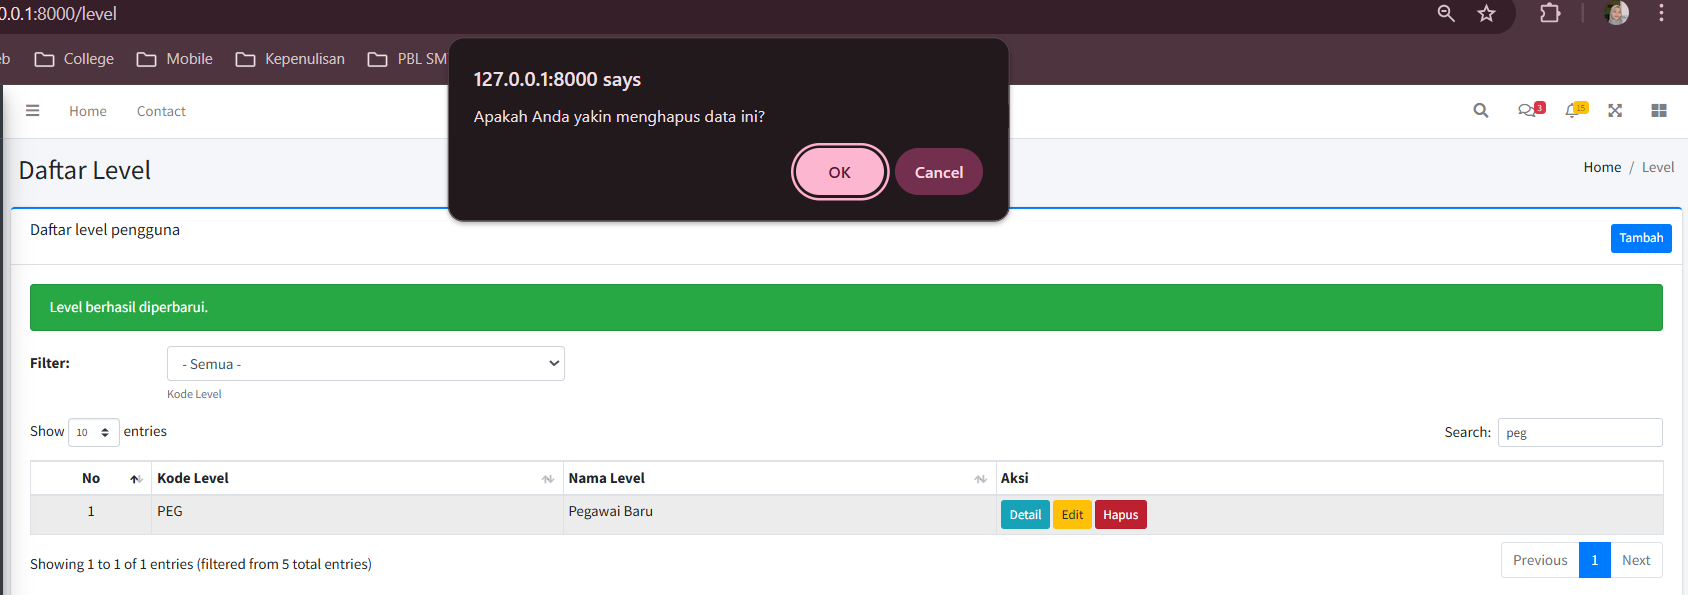 0.0.1:8000/level
eb College Mobile Kepenulisan PBL SM
127.0.0.1:8000 says
Apakah Anda yakin menghapus data ini?
OK Cancel
Home Contact 3 15
Daftar Level
Home / Level
Daftar level pengguna
Tambah
Level berhasil diperbarui.
Filter: - Semua -
Kode Level
Show 10 entries Search: peg
No Kode Level Nama Level Aksi
1 PEG Pegawai Baru Detail Edit Hapus
Showing 1 to 1 of 1 entries (filtered from 5 total entries) Previous 1 Next